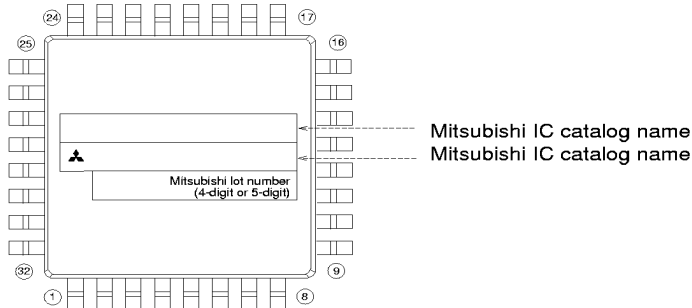 24
17
25
16
Mitsubishi IC catalog name
Mitsubishi IC catalog name
Mitsubishi lot number
(4-digit or 5-digit)
32
9
1
8